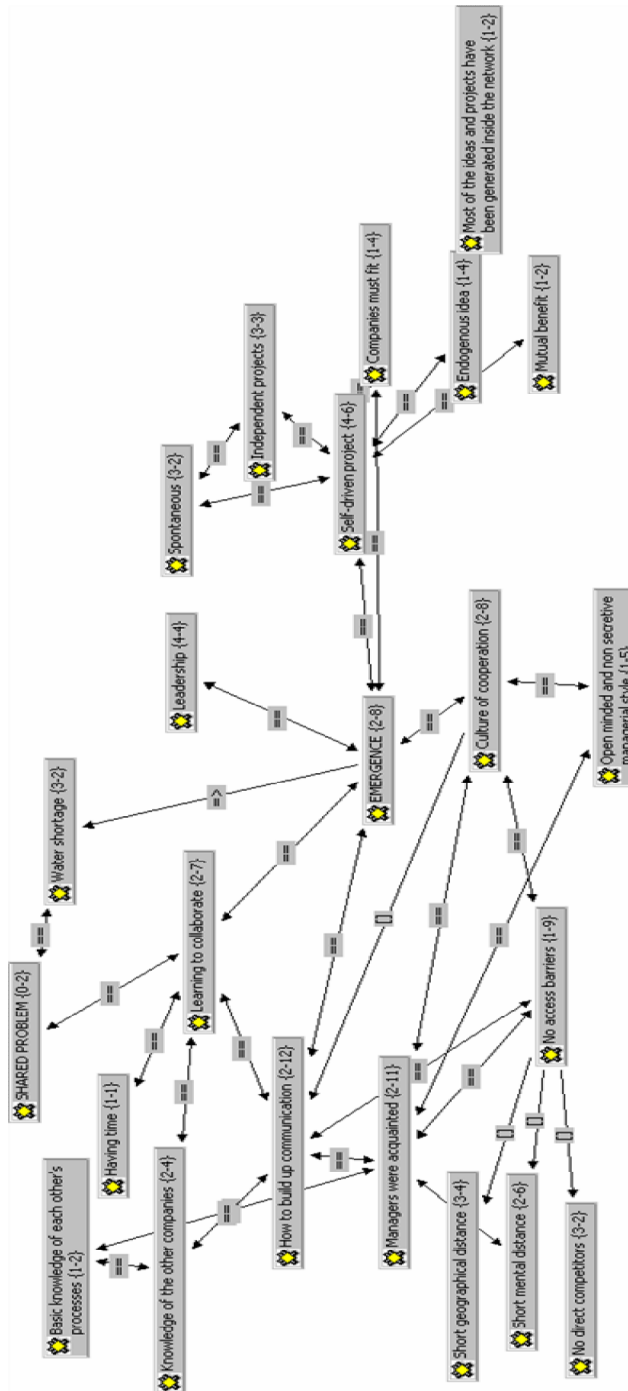 SHARED PROBLEM {0-2}
==
Water shortage {3-2}
Basic knowledge of each other's
processes {1-2}
==
Having time {1-1}
==
==
Knowledge of the other companies {2-4}
==
Learning to collaborate {2-7}
=>
Leadership {4-4}
Spontaneous {3-2}
==
==
==
==
==
==
Independent projects {3-3}
How to build up communication {2-12}
==
==
==
==
Self-driven project {4-6}
==
EMERGENCE {2-8}
==
==
Companies must fit {1-4}
[]
Managers were acquainted {2-11}
==
==
==
==
==
Endogenous idea {1-4}
Most of the ideas and projects have
been generated inside the network {1-2}
Short geographical distance {3-4}
==
Culture of cooperation {2-8}
==
[]
Short mental distance {2-6}
[]
No access barriers {1-9}
==
==
Mutual benefit {1-2}
[]
No direct competitors {3-2}
Open minded and non secretive
managerial style {1-5}